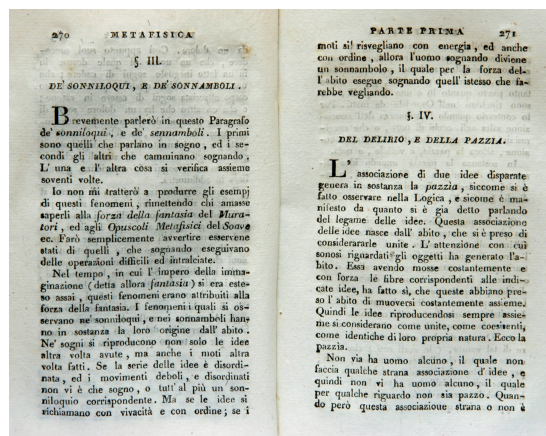 270 METAFISICA
§. III.
DE' SONNILOQUI, E DE' SONNAMBOLI.
Brevemente parlerò in questo Paragrafo
de' sonniloqui, e de' sennamboli. I primi
sono quelli che parlano in sogno, ed i se-
condi gli altri che camminano sognando.
L' una e l' altra cosa si verifica assieme
soventi volte.
Io non mi tratterò a produrre gli esempj
di questi fenomeni, rimettendo chi amasse
saperli alla forza della fantasia del Mura-
tori, ed agli Opuscoli Metafisici del Soave
ec. Farò semplicemente avvertire esservene
stati di quelli, che sognando eseguivano
delle operazioni difficili ed intralciate.
Nel tempo, in cui l' impero della imma-
ginazione (detta allora fantasia) si era este-
so assai, questi fenomeni erano attribuiti alla
forza della fantasia. I fenomeni i quali si os-
servano ne' sonniloqui, e nei sonnamboli han-
no in sostanza la loro origine dall' abito.
Ne' sogni si riproducono non solo le idee
altra volta avute, ma anche i moti altra
volta fatti. Se la serie delle idee è disordi-
nata, ed i movimenti deboli, e disordinati
non vi è che sogno, o tutt' al più un son-
niloquio corrispondente. Ma se le idee si
richiamano con vivacità e con ordine; se i
PARTE PRIMA 271
moti si risvegliano con energia, ed anche
con ordine, allora l'uomo sognando diviene
un sonnambolo, il quale per la forza del-
l' abito esegue sognando quell' istesso che fa-
rebbe vegliando.
§. IV.
DEL DELIRIO, E DELLA PAZZIA.
L' associazione di due idee disparate
genera in sostanza la pazzia, siccome si è
fatto osservare nella Logica, e sicome è ma-
nifesto da quanto si è gia detto parlando
del legame delle idee. Questa associazione
delle idee nasce dall' abito, che si è preso di
considerarle unite. L' attenzione con cui
sonosi riguardati gli oggetti ha generato l' a-
bito. Essa avendo mosse costantemente e
con forza le fibre corrispondenti alle indi-
cate idee, ha fatto sì, che queste abbiano pre-
so l' abito di muoversi costantemente assieme.
Quindi le idee riproducendosi sempre assie-
me si considerano come unite, come coesistenti,
come identiche di loro propria natura. Ecco la
pazzia.
Non via ha uomo alcuno, il quale non
faccia qualche strana associazione d' idee, e
quindi non vi ha uomo alcuno, il quale
per qualche riguardo non sia pazzo. Quan-
do però questa associazioue strana o non è